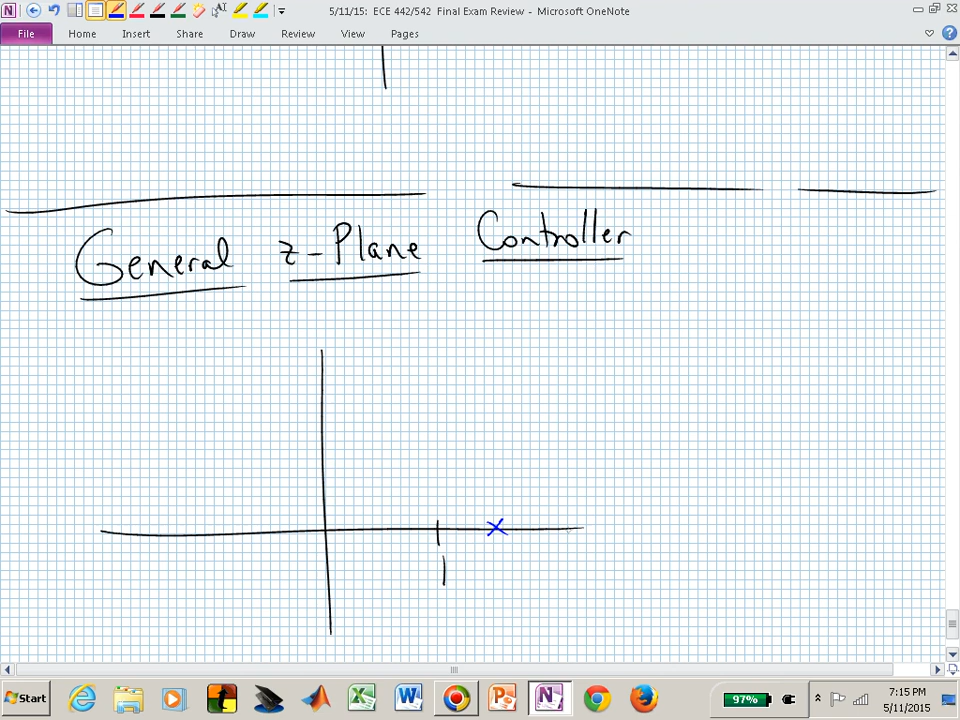 5/11/15: ECE 442/542 Final Exam Review - Microsoft OneNote
File Home Insert Share Draw Review View Pages
General z-Plane Controller
1
Start
97%
7:15 PM
5/11/2015